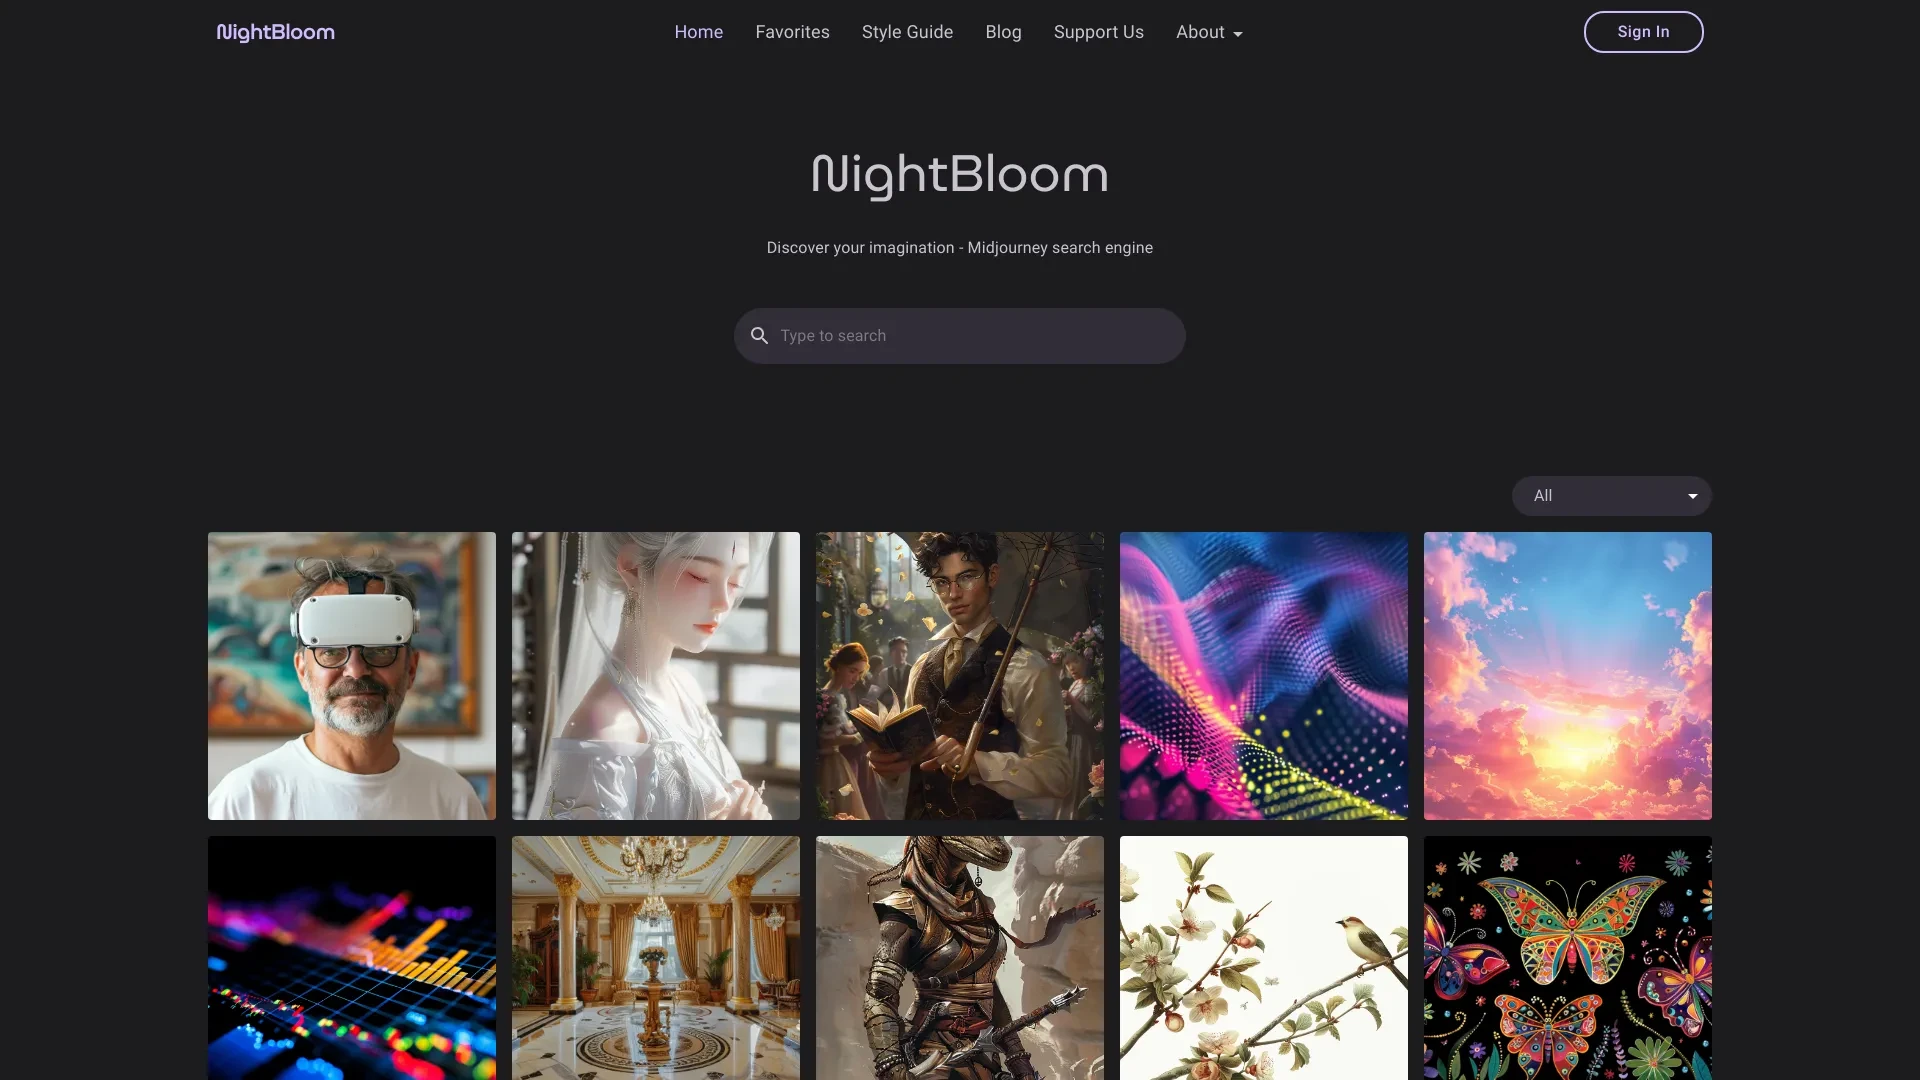 NightBloom
Home
Favorites
Style Guide
Blog
Support Us
About
Sign In
NightBloom
Discover your imagination - Midjourney search engine
Type to search
All